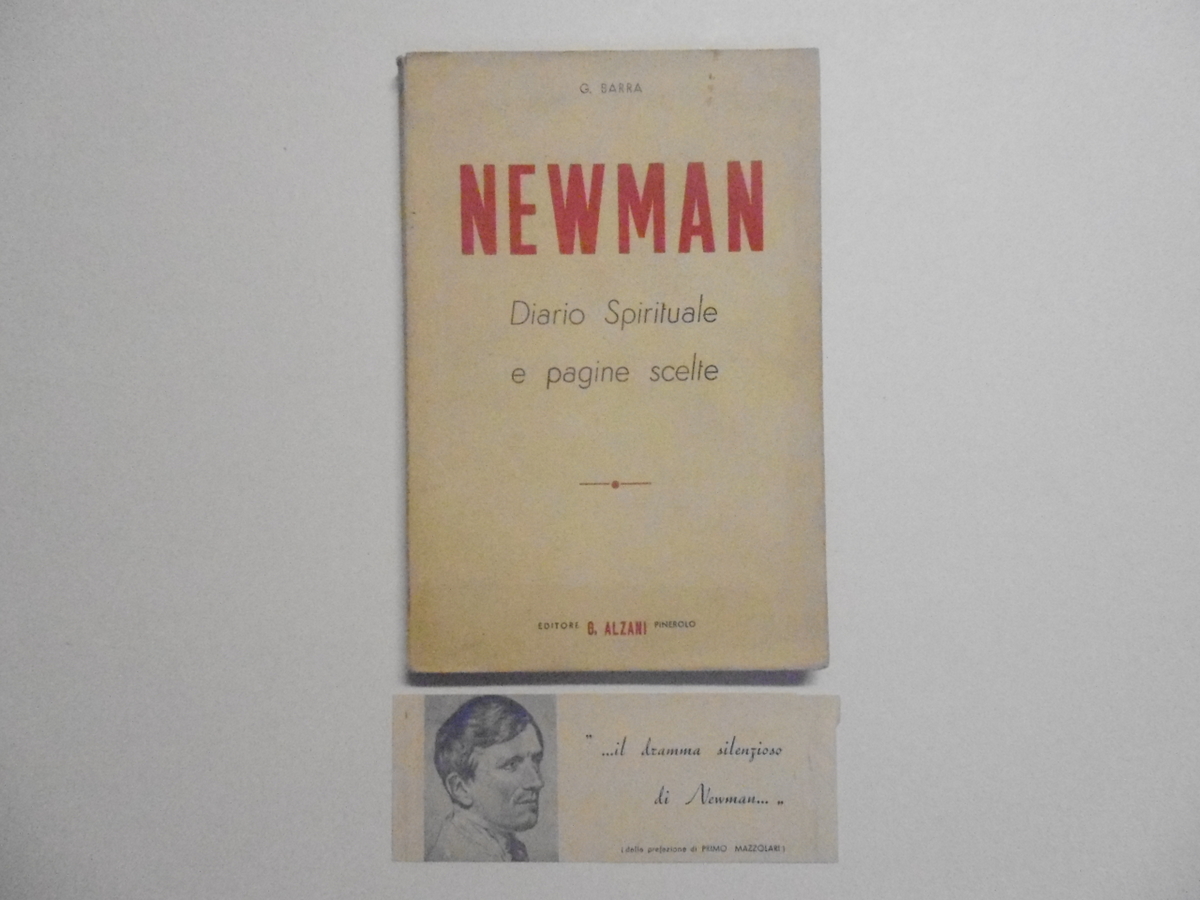 G. BARRA
NEWMAN
Diario Spirituale
e pagine scelte
EDITORE B. ALZANI PINEROLO
" ...il dramma silenzioso
di Newman... „
(dalla prefazione di PRIMO MAZZOLARI)